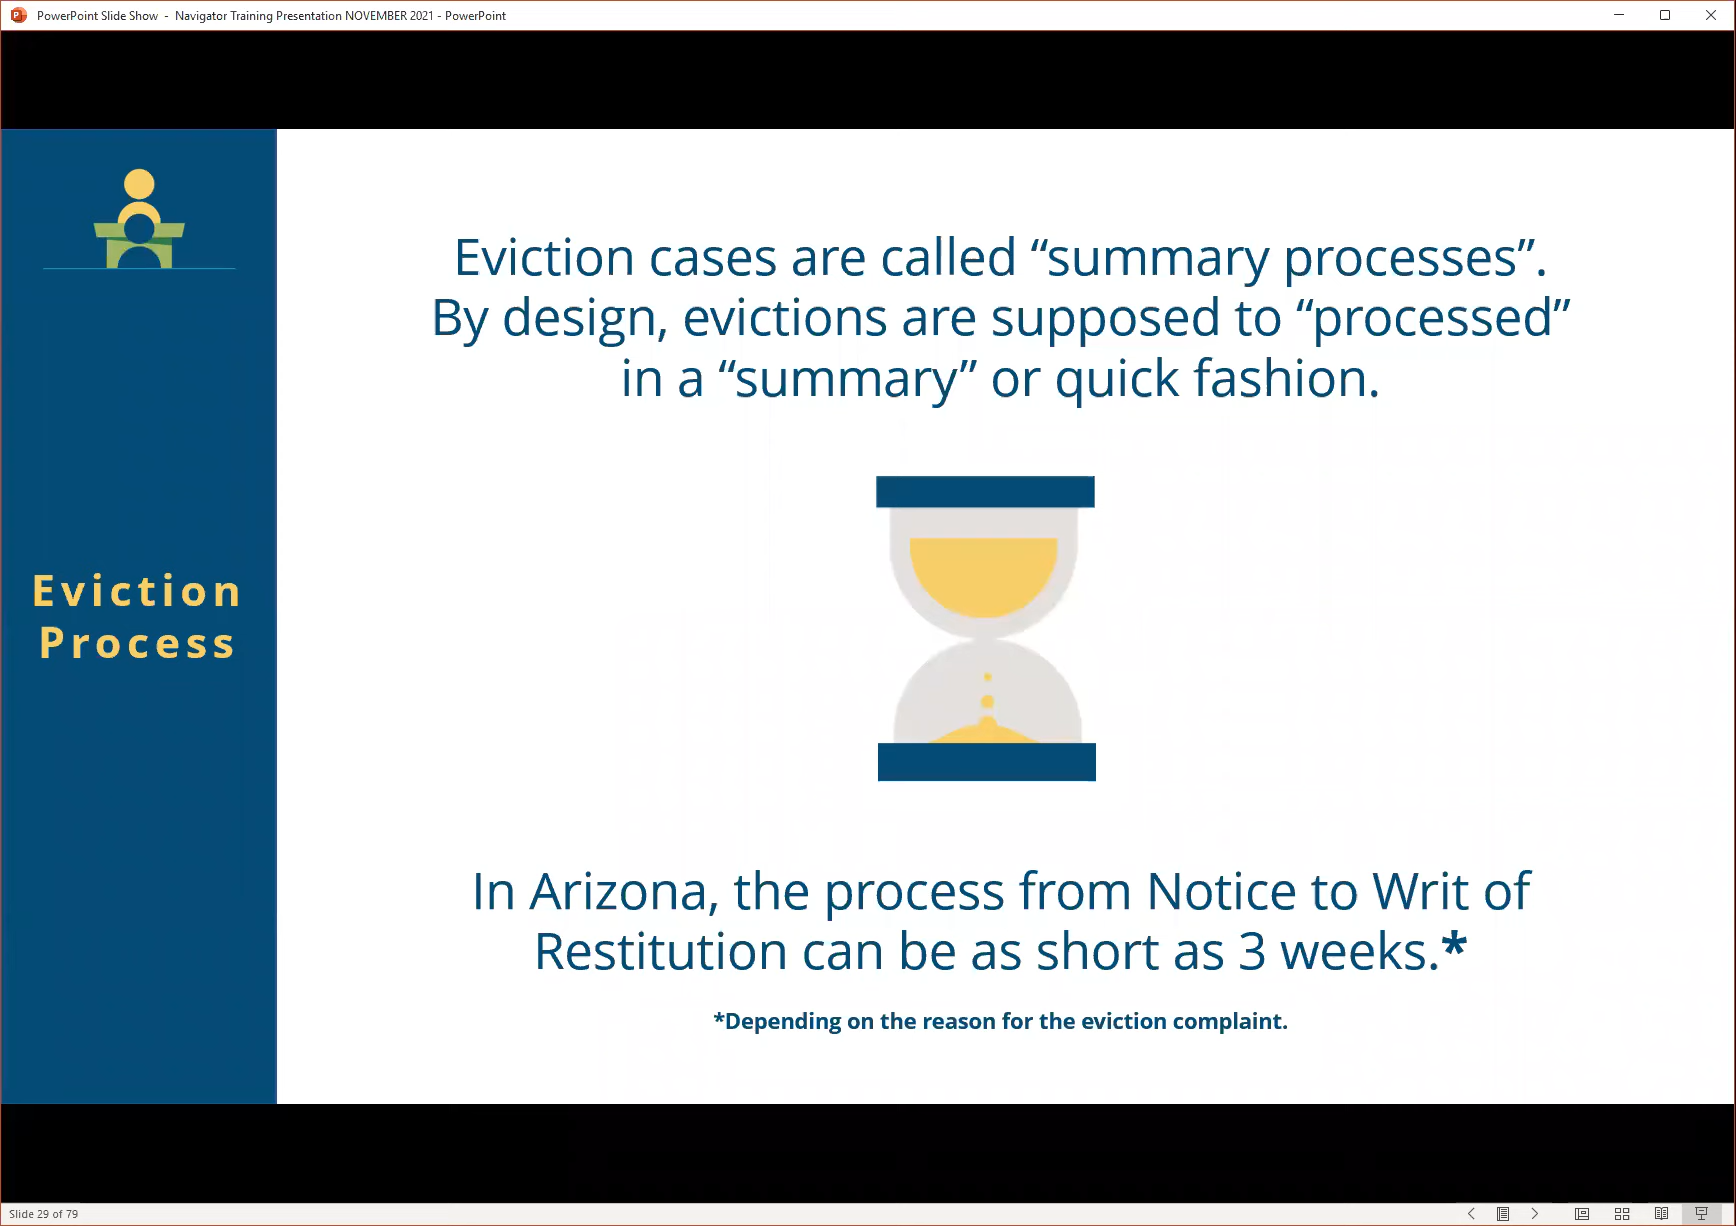 PowerPoint Slide Show - Navigator Training Presentation NOVEMBER 2021 - PowerPoint
Eviction
Process
Eviction cases are called “summary processes”.
By design, evictions are supposed to “processed”
in a “summary” or quick fashion.
In Arizona, the process from Notice to Writ of
Restitution can be as short as 3 weeks.*
*Depending on the reason for the eviction complaint.
Slide 29 of 79